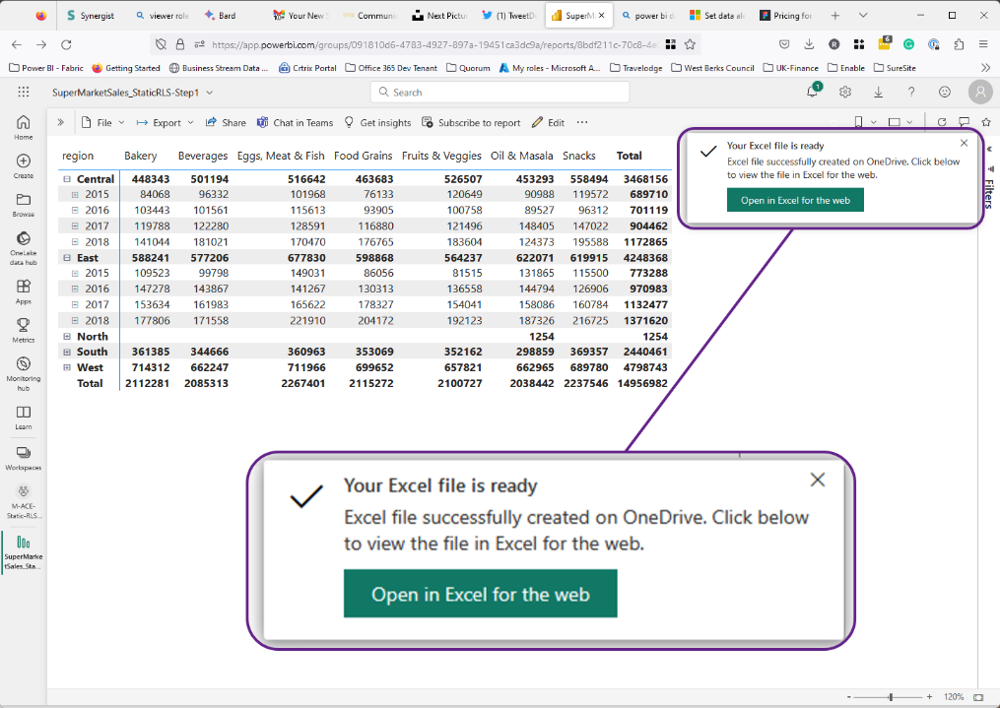 Synergist
viewer role
Bard
Your New
Communi
Next Pictu
(1) TweetD
SuperM
power bi d
Set data al
Pricing for
https://app.powerbi.com/groups/091810d6-4783-4927-897a-19451ca3dc9a/reports/8bdf211c-70c8-4e
6
Power BI - Fabric
Getting Started
Business Stream Data ...
Crtrix Portal
Office 365 Dev Tenant
Quorum
My roles - Microsoft A...
Travelodge
West Berks Council
UK-Finance
Enable
SureSite
SuperMarketSales_StaticRLS-Step1
Search
1
File
Export
Share
Chat in Teams
Get insights
Subscribe to report
Edit
Home
Create
Browse
OneLake
data hub
Apps
Metrics
Monitoring
hub
Learn
Workspaces
M-ACE-
Static-RLS...
SuperMarke
tSales_Sta...
region Bakery Beverages Eggs, Meat & Fish Food Grains Fruits & Veggies Oil & Masala Snacks Total
Central 448343 501194 516642 463683 526507 453293 558494 3468156
2015 84068 96332 101968 76133 120649 90988 119572 689710
2016 103443 101561 115613 93905 100758 89527 96312 701119
2017 119788 122280 128591 116880 121496 148405 147022 904462
2018 141044 181021 170470 176765 183604 124373 195588 1172865
East 588241 577206 677830 598868 564237 622071 619915 4248368
2015 109523 99798 149031 86056 81515 131865 115500 773288
2016 147278 143867 141267 130313 136558 144794 126906 970983
2017 153634 161983 165622 178327 154041 158086 160784 1132477
2018 177806 171558 221910 204172 192123 187326 216725 1371620
North 1254 1254
South 361385 344666 360963 353069 352162 298859 369357 2440461
West 714312 662247 711966 699652 657821 662965 689780 4798743
Total 2112281 2085313 2267401 2115272 2100727 2038442 2237546 14956982
Your Excel file is ready
Excel file successfully created on OneDrive. Click below
to view the file in Excel for the web.
Open in Excel for the web
Filters
Your Excel file is ready
Excel file successfully created on OneDrive. Click below
to view the file in Excel for the web.
Open in Excel for the web
120%